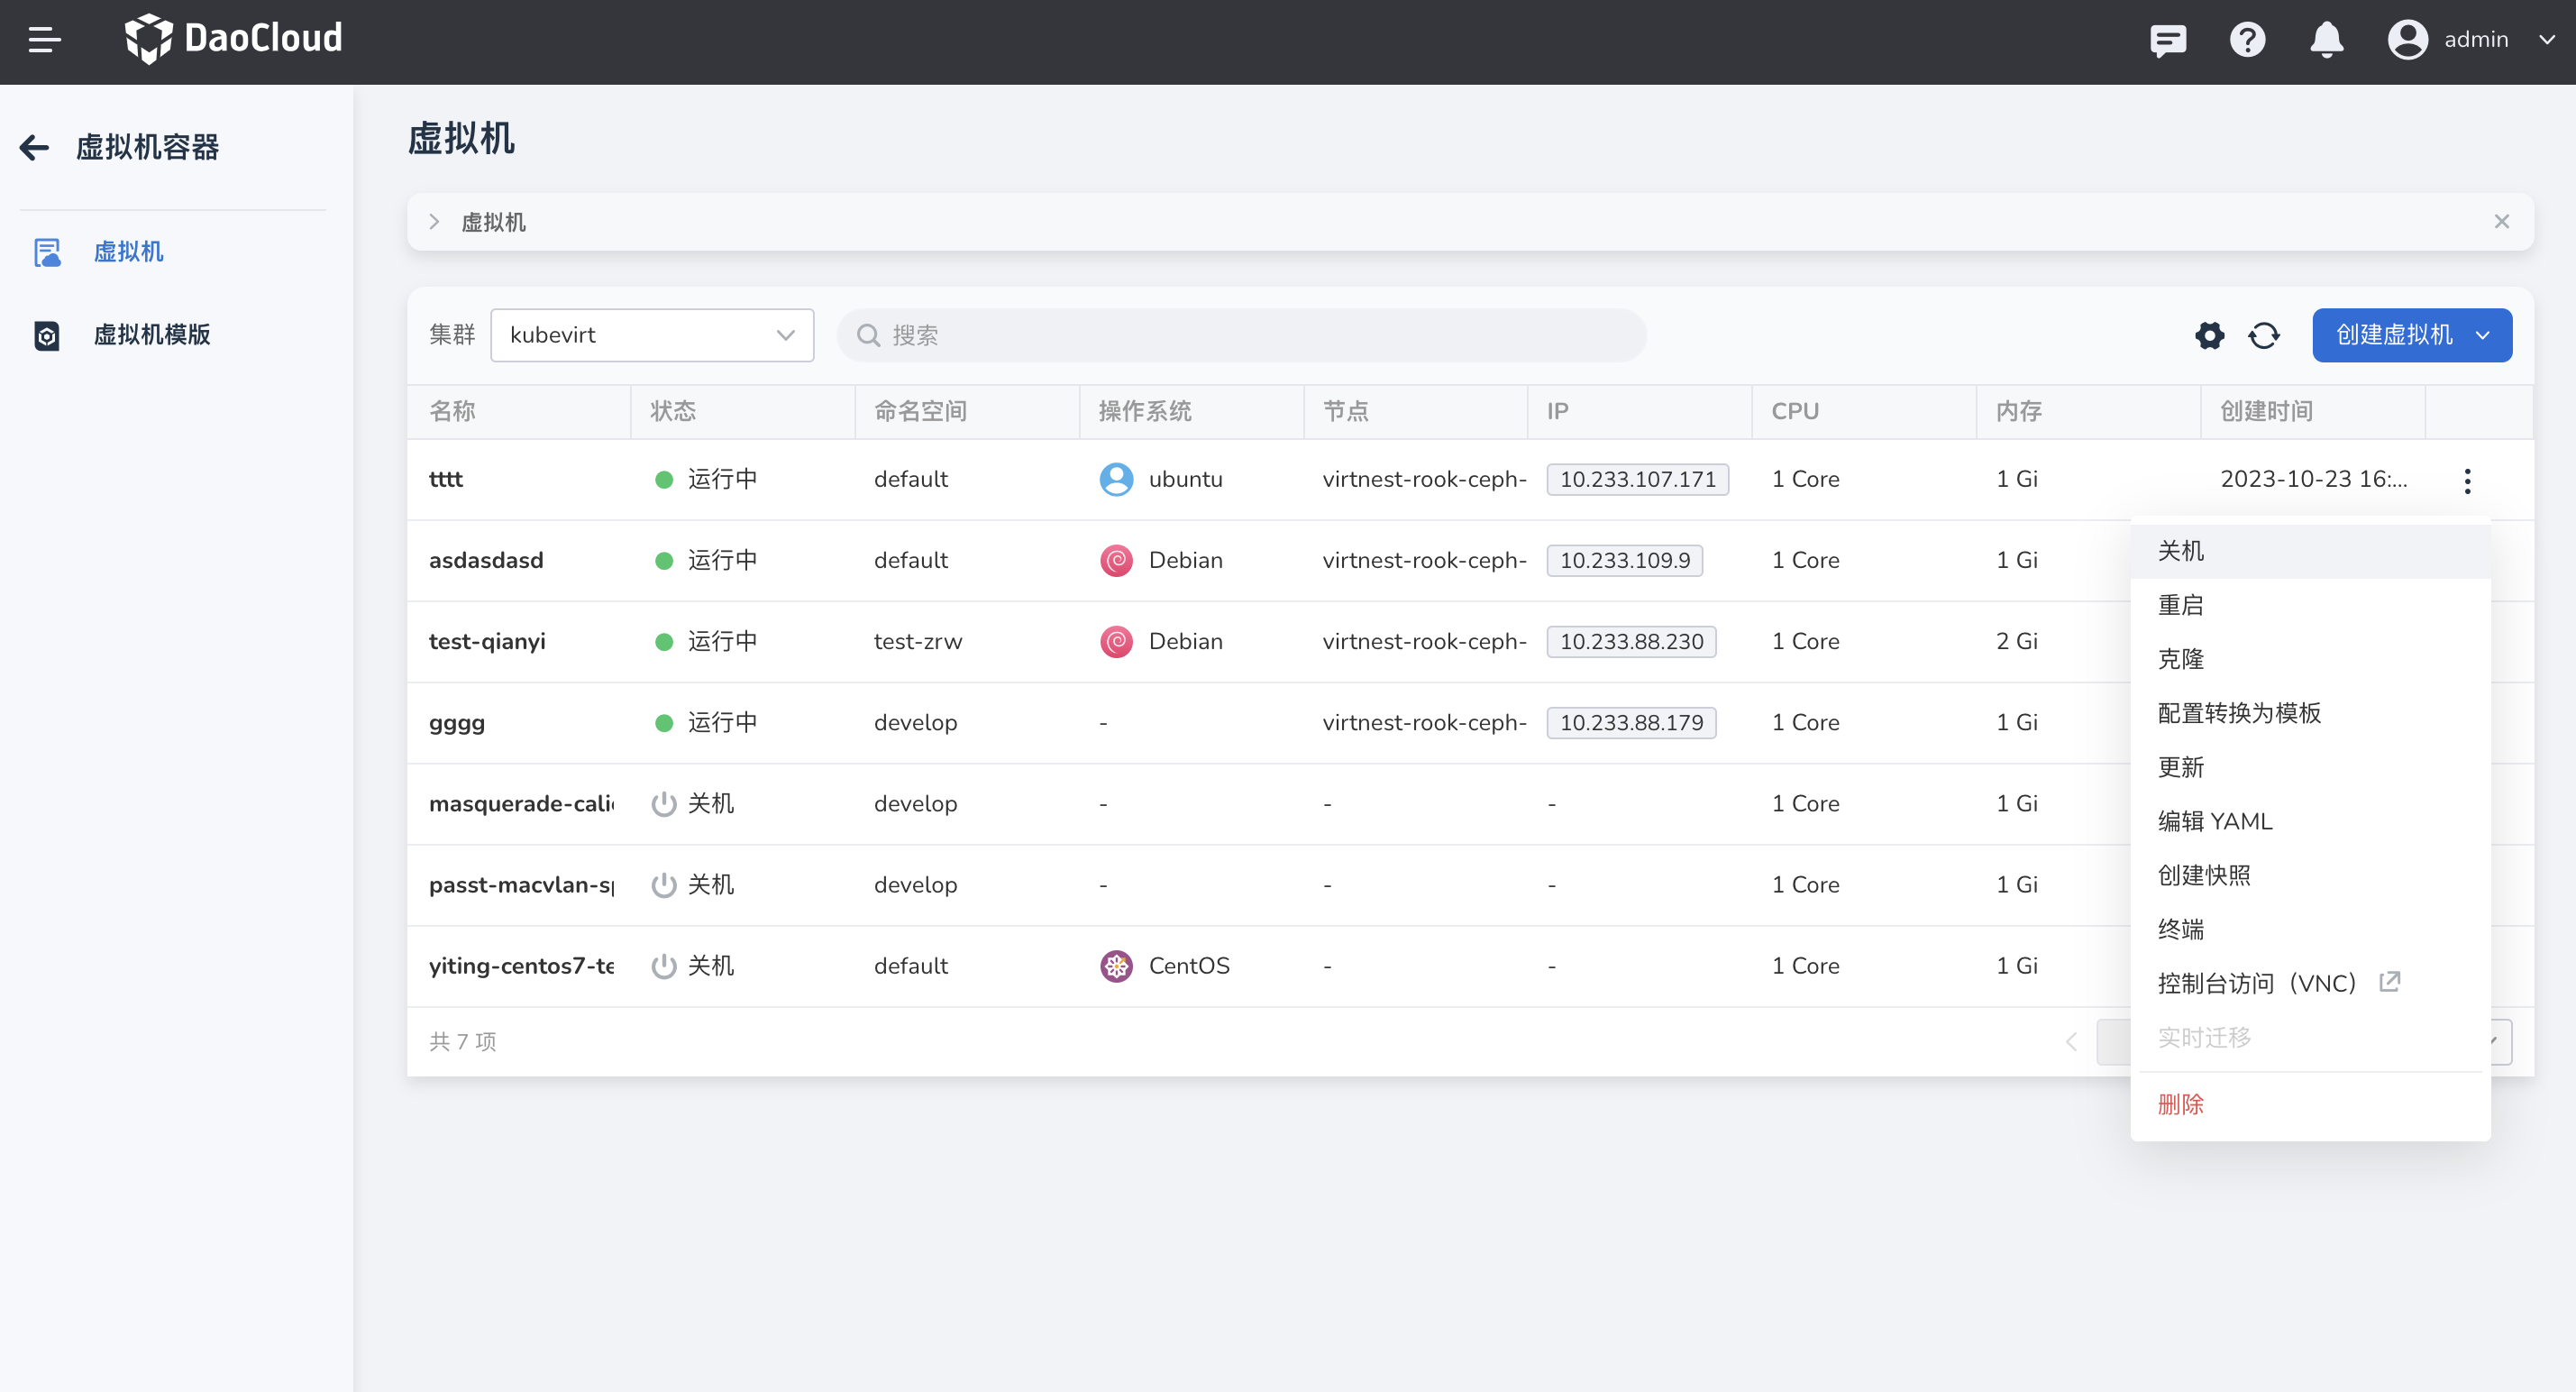 DaoCloud
admin
虚拟机容器
虚拟机
虚拟机模版
虚拟机
虚拟机
集群 kubevirt 搜索 创建虚拟机
名称 状态 命名空间 操作系统 节点 IP CPU 内存 创建时间
tttt 运行中 default ubuntu virtnest-rook-ceph- 10.233.107.171 1 Core 1 Gi 2023-10-23 16:...
asdasdasd 运行中 default Debian virtnest-rook-ceph- 10.233.109.9 1 Core 1 Gi
test-qianyi 运行中 test-zrw Debian virtnest-rook-ceph- 10.233.88.230 1 Core 2 Gi
gggg 运行中 develop - virtnest-rook-ceph- 10.233.88.179 1 Core 1 Gi
masquerade-cali 关机 develop - - - 1 Core 1 Gi
passt-macvlan-s 关机 develop - - - 1 Core 1 Gi
yiting-centos7-te 关机 default CentOS - - 1 Core 1 Gi
共 7 项
关机
重启
克隆
配置转换为模板
更新
编辑 YAML
创建快照
终端
控制台访问（VNC）
实时迁移
删除